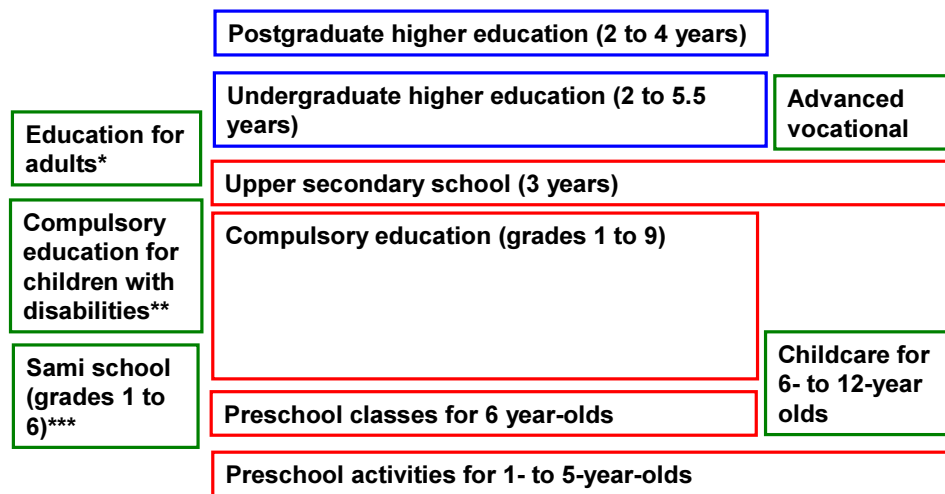 Postgraduate higher education (2 to 4 years)
Undergraduate higher education (2 to 5.5
years)
Advanced
vocational
Education for
adults*
Upper secondary school (3 years)
Compulsory
education for
children with
disabilities**
Compulsory education (grades 1 to 9)
Sami school
(grades 1 to
6)***
Childcare for
6- to 12-year
olds
Preschool classes for 6 year-olds
Preschool activities for 1- to 5-year-olds